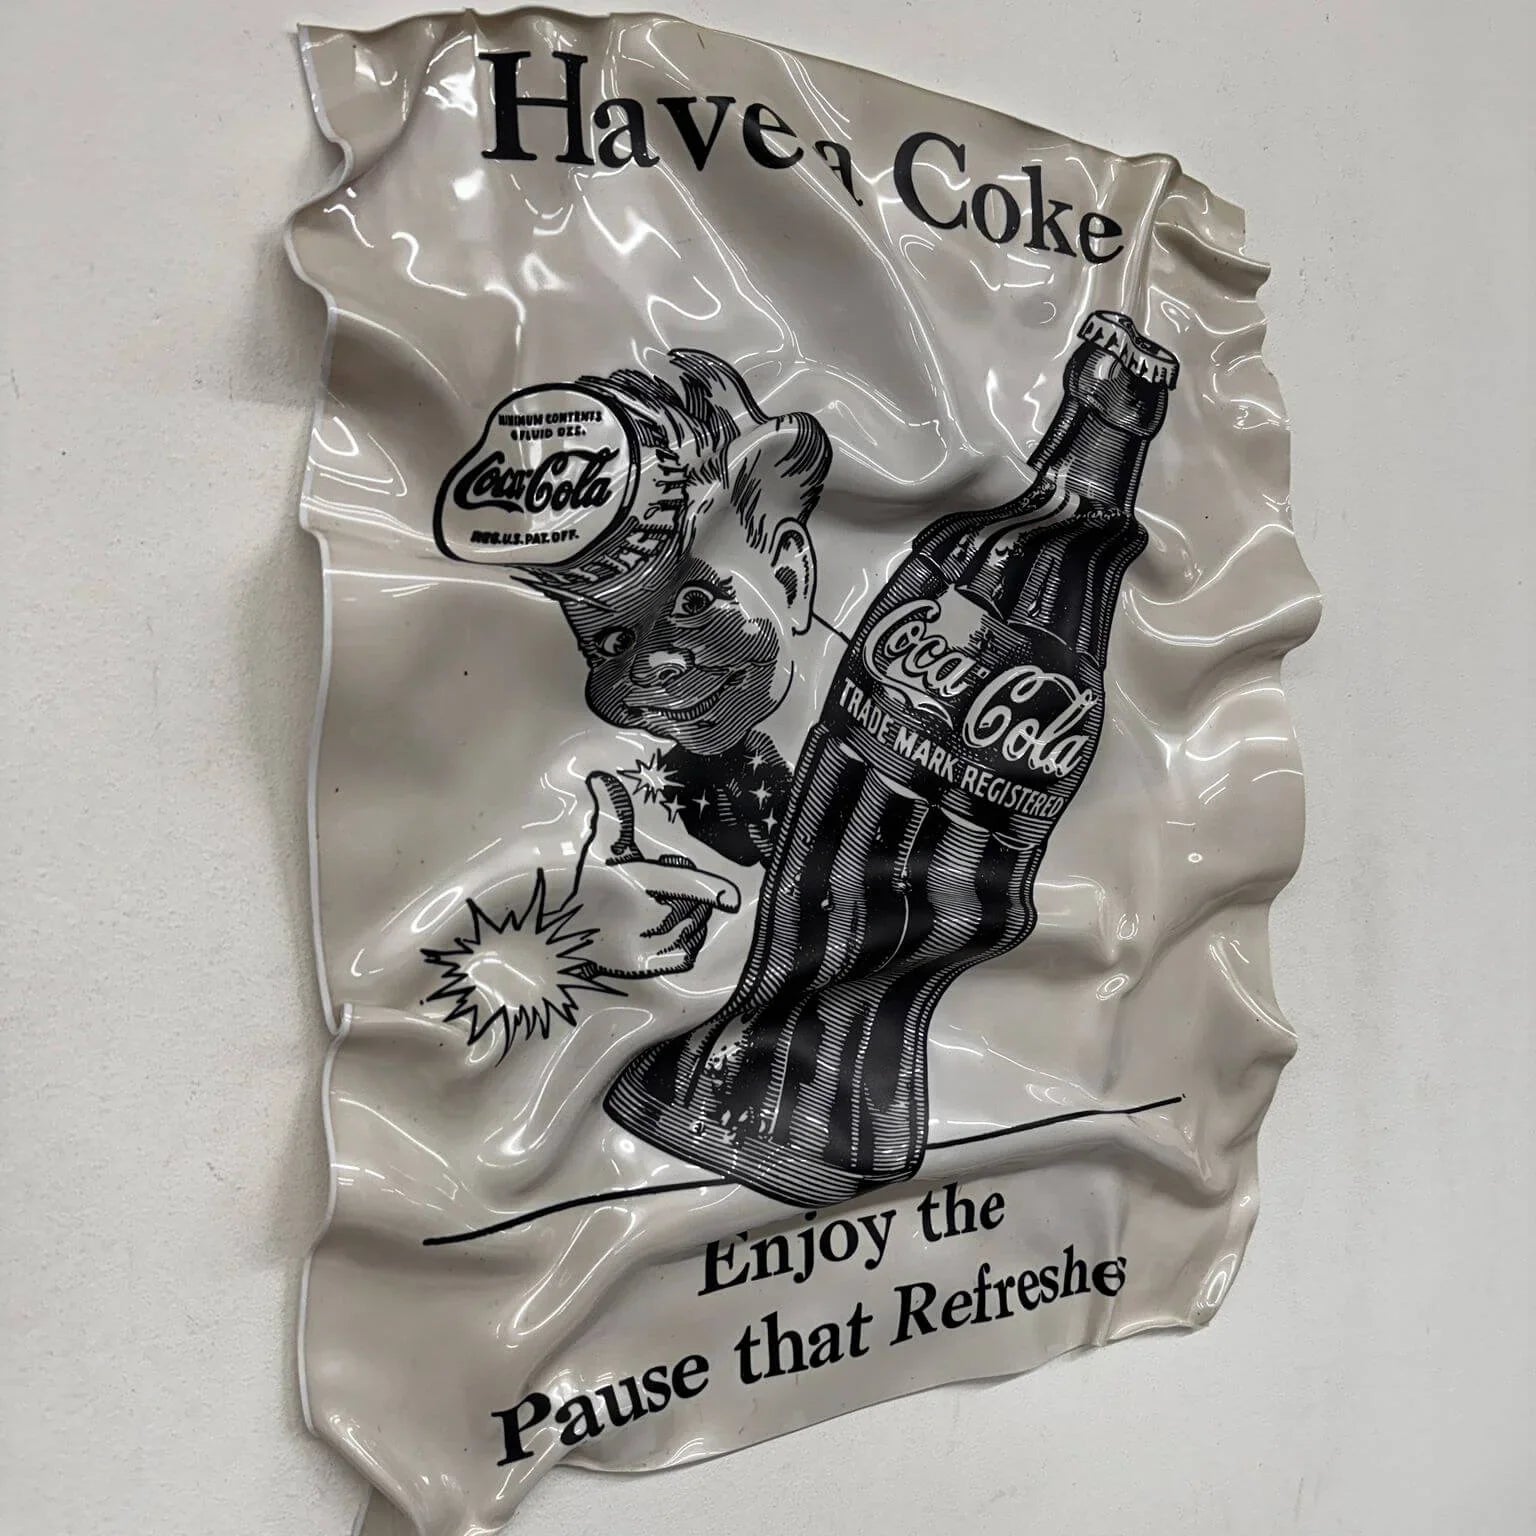 Have a Coke
MINIMUM CONTENTS
6 FLUID OZS.
Coca-Cola
REG. U.S. PAT. OFF.
Coca-Cola
TRADE MARK REGISTERED
Enjoy the
Pause that Refreshes